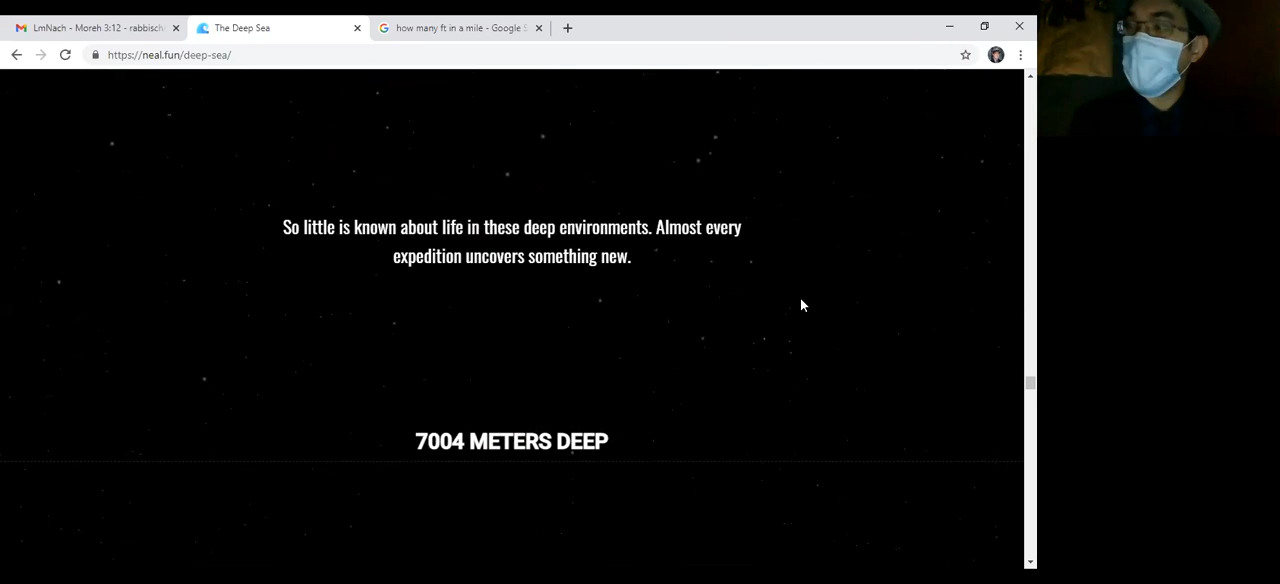 LmNach - Moreh 3:12 - rabbisch
The Deep Sea
how many ft in a mile - Google S
https://neal.fun/deep-sea/
So little is known about life in these deep environments. Almost every
expedition uncovers something new.
7004 METERS DEEP